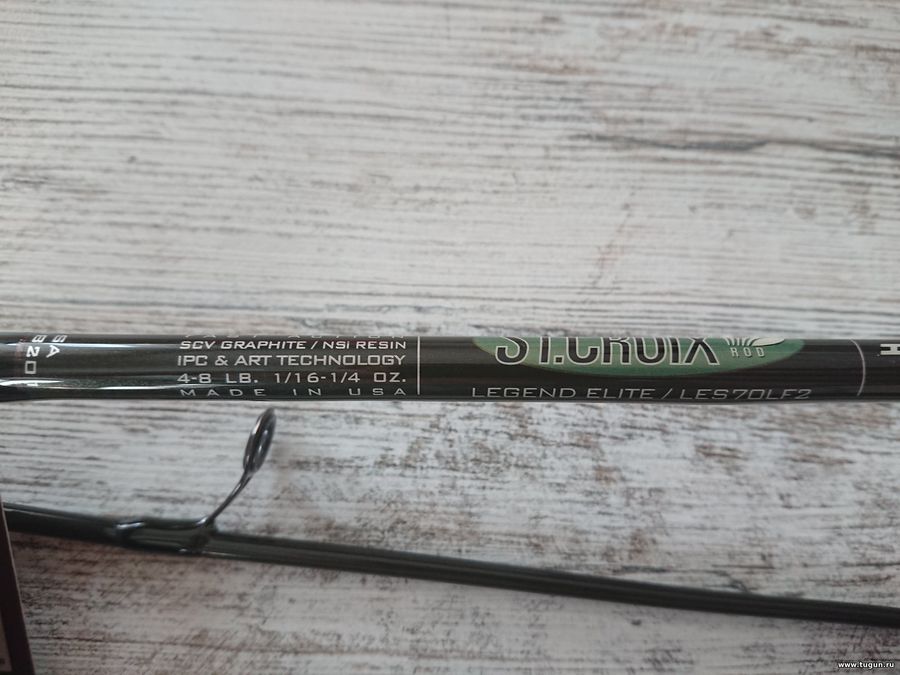 SCV GRAPHITE / NSi RESIN
IPC & ART TECHNOLOGY
4-8 LB. 1/16-1/4 OZ.
MADE IN USA
ST.CROIX
ROD
LEGEND ELITE / LES70LF2
www.tugun.ru